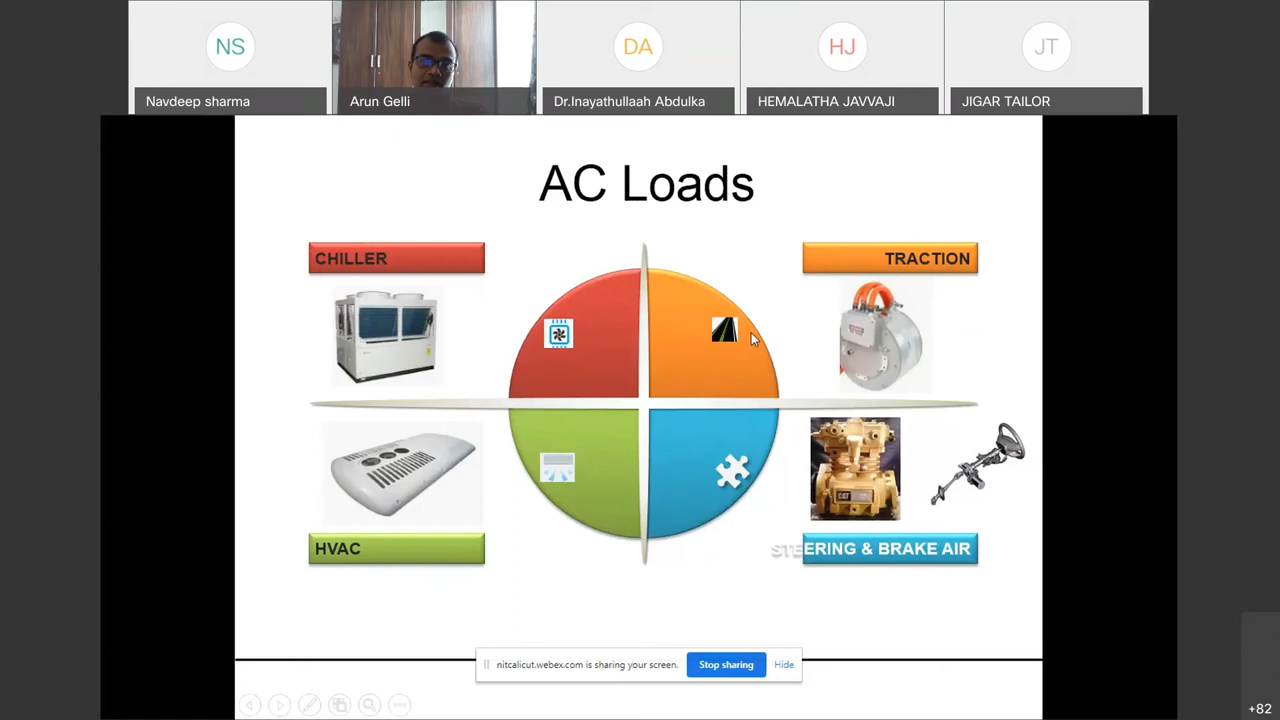 NS
DA
HJ
JT
Navdeep sharma
Arun Gelli
Dr.Inayathullaah Abdulka
HEMALATHA JAVVAJI
JIGAR TAILOR
AC Loads
CHILLER
TRACTION
CAT
HVAC
STEERING & BRAKE AIR
nitcalicut.webex.com is sharing your screen.
Stop sharing
Hide
+82